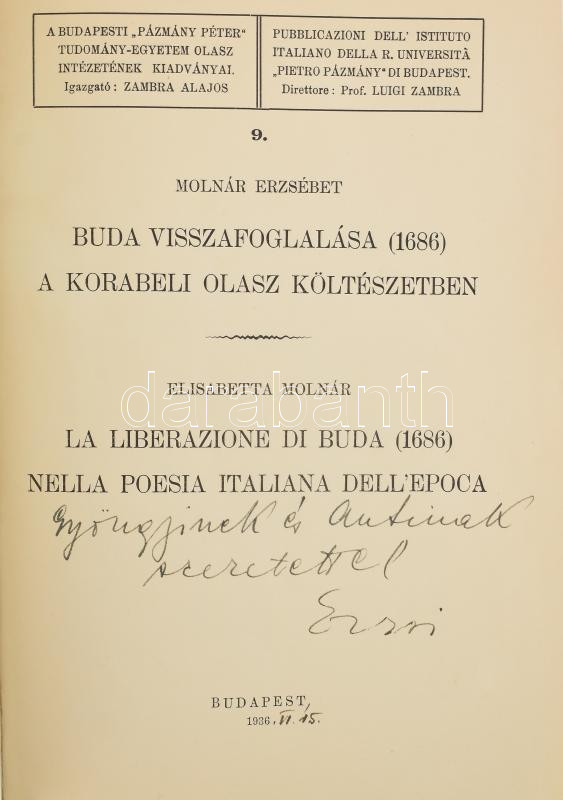 A BUDAPESTI „PÁZMÁNY PÉTER"
TUDOMÁNY-EGYETEM OLASZ
INTÉZETÉNEK KIADVÁNYAI.
Igazgató: ZAMBRA ALAJOS
PUBBLICAZIONI DELL' ISTITUTO
ITALIANO DELLA R. UNIVERSITÀ
„PIETRO PÁZMÁNY" DI BUDAPEST.
Direttore: Prof. LUIGI ZAMBRA
9.
MOLNÁR ERZSÉBET
BUDA VISSZAFOGLALÁSA (1686)
A KORABELI OLASZ KÖLTÉSZETBEN
ELISABETTA MOLNÁR
darabanth
LA LIBERAZIONE DI BUDA (1686)
NELLA POESIA ITALIANA DELL'EPOCA
Gyöngyinek és Antinak
szeretettel
Erzsi
BUDAPEST,
1936. VI. 15.